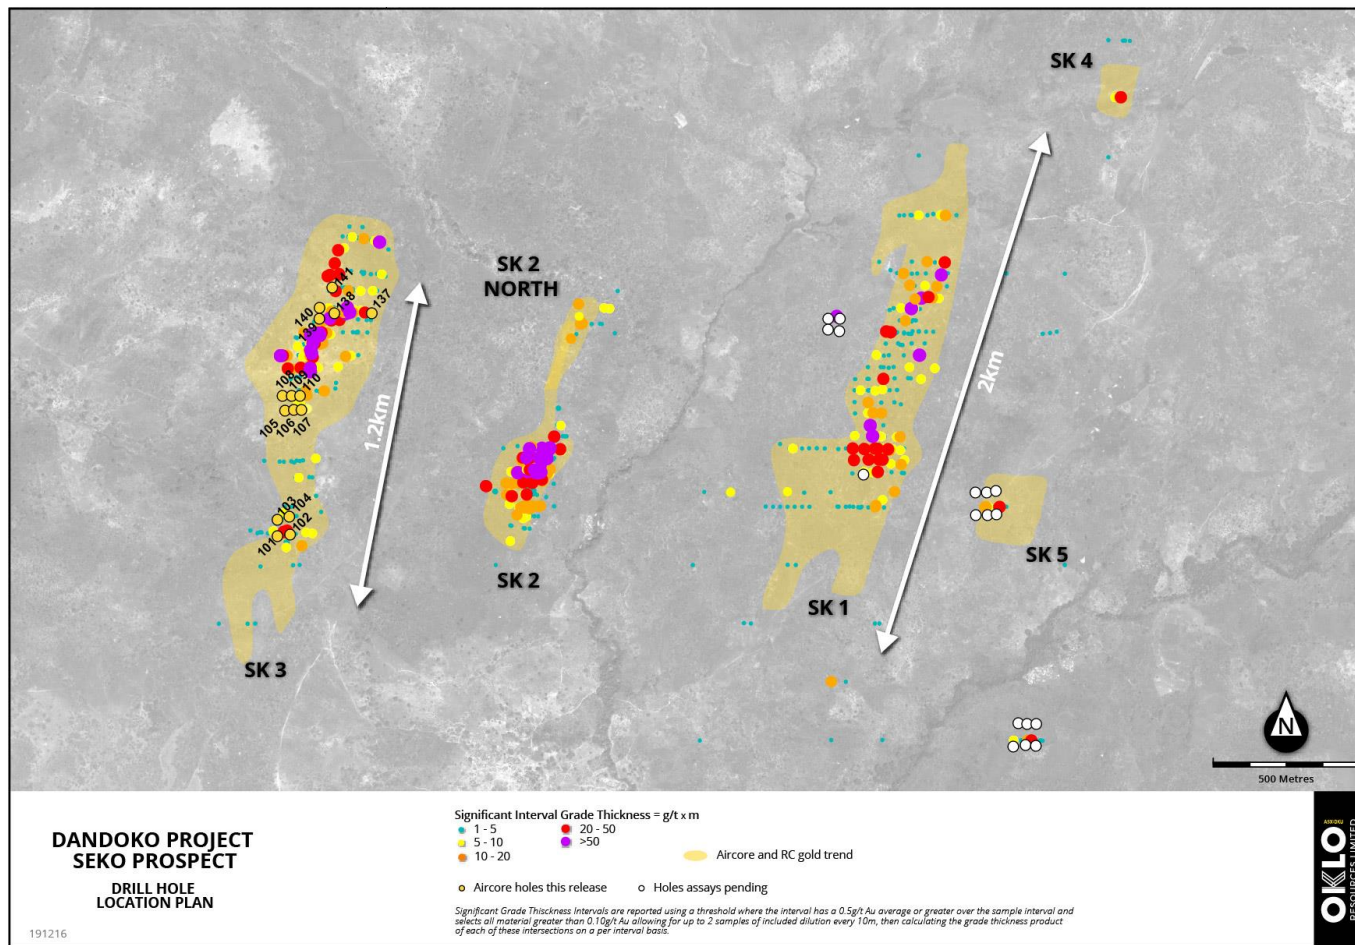 SK 4
SK 2
NORTH
141
140
138
137
139
108
109
110
105
106
107
103
104
102
101
1.2km
2km
SK 5
SK 2
SK 1
SK 3
N
500 Metres
DANDOKO PROJECT
SEKO PROSPECT
DRILL HOLE
LOCATION PLAN
191216
Significant Interval Grade Thickness = g/t x m
1 - 5
5 - 10
10 - 20
20 - 50
>50
Aircore and RC gold trend
Aircore holes this release
Holes assays pending
Significant Grade Thisckness Intervals are reported using a threshold where the interval has a 0.5g/t Au average or greater over the sample interval and
selects all material greater than 0.10g/t Au allowing for up to 2 samples of included dilution every 10m, then calculating the grade thickness product
of each of these intersections on a per interval basis.
ASX:OKU
OKLO
RESOURCES LIMITED